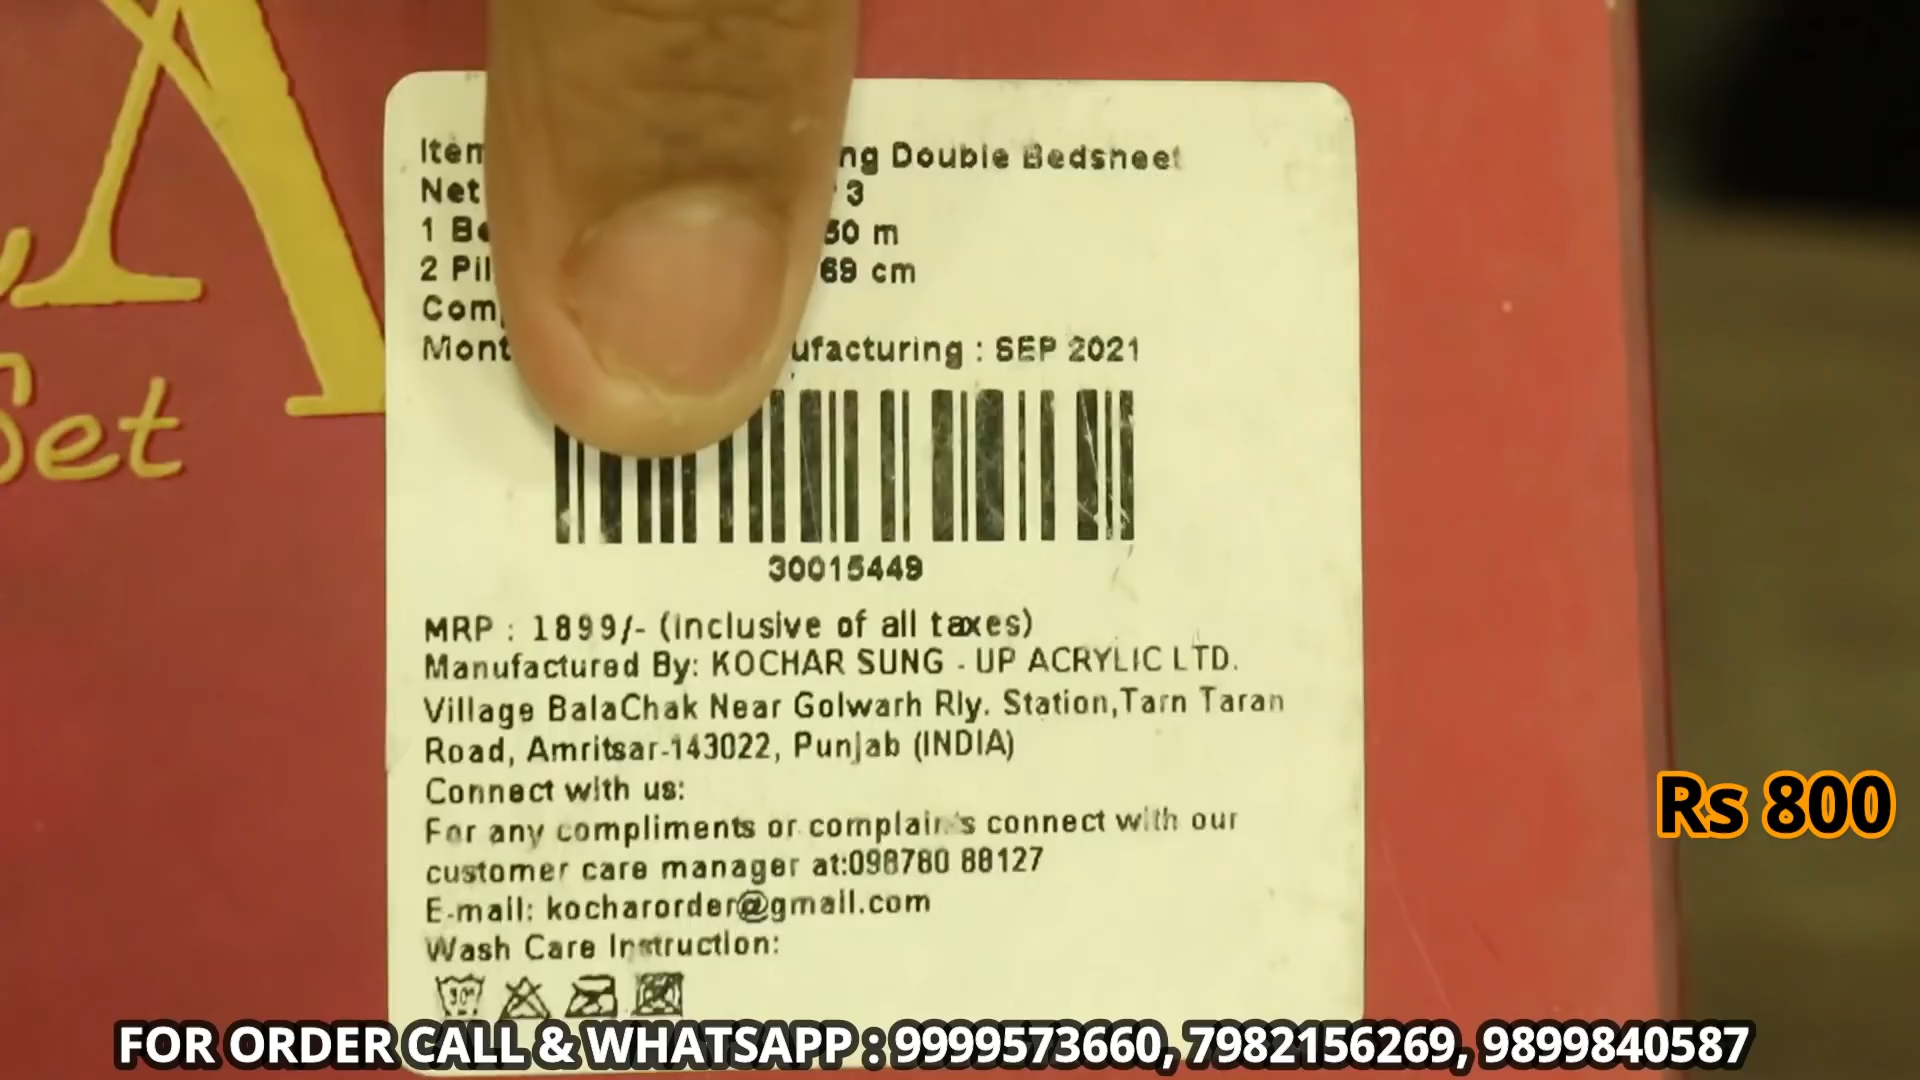 A
Set
Item
ng Double Bedsheet
Net
3
1 Be
50 m
2 Pil
69 cm
Com
Mont
ufacturing : SEP 2021
30015449
MRP : 1899/- (Inclusive of all taxes)
Manufactured By: KOCHAR SUNG - UP ACRYLIC LTD.
Village BalaChak Near Golwarh Rly. Station,Tarn Taran
Road, Amritsar-143022, Punjab (INDIA)
Connect with us:
For any compliments or complain's connect with our
customer care manager at:098780 88127
E-mail: kocharorder@gmail.com
Wash Care Instruction:
30°
Rs 800
FOR ORDER CALL & WHATSAPP : 9999573660, 7982156269, 9899840587